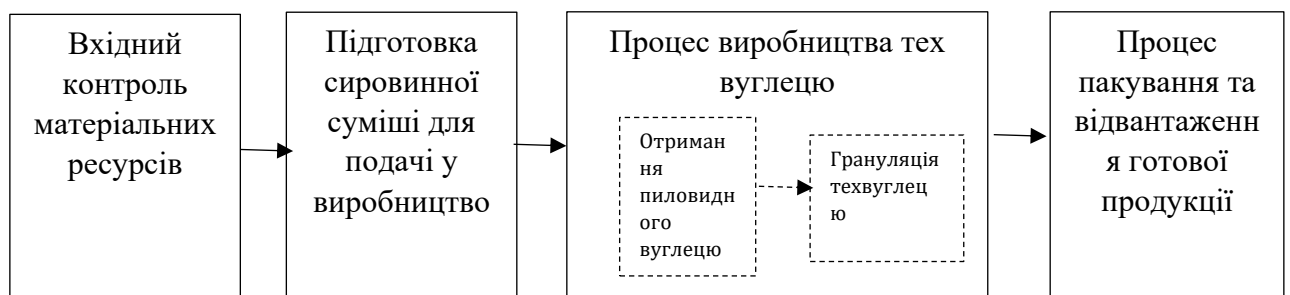 Вхідний
контроль
матеріальних
ресурсів
Підготовка
сировинної
суміші для
подачі у
виробництво
Процес виробництва тех
вуглецю
Отриман
ня
пиловидн
ого
вуглецю
Грануляція
техвуглец
ю
Процес
пакування та
відвантаженн
я готової
продукції